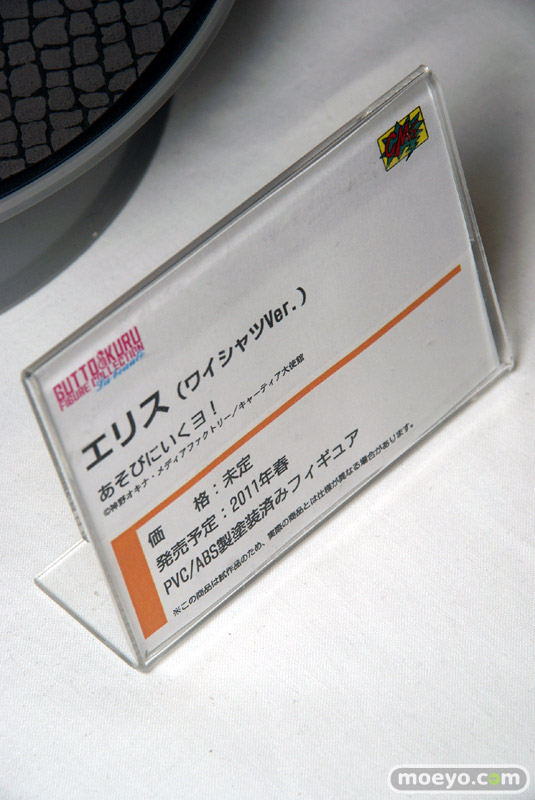 CM's
GUTTO KURU
FIGURE COLLECTION
La beauté
エリス (ワイシャツVer.)
あそびにいくヨ!
©神野オキナ・メディアファクトリー/キャーティア大使館
価　　格:未定
発売予定:2011年春
PVC/ABS製塗装済みフィギュア
※この商品は試作品のため、実際の商品とは仕様が異なる場合があります。
moeyo.com